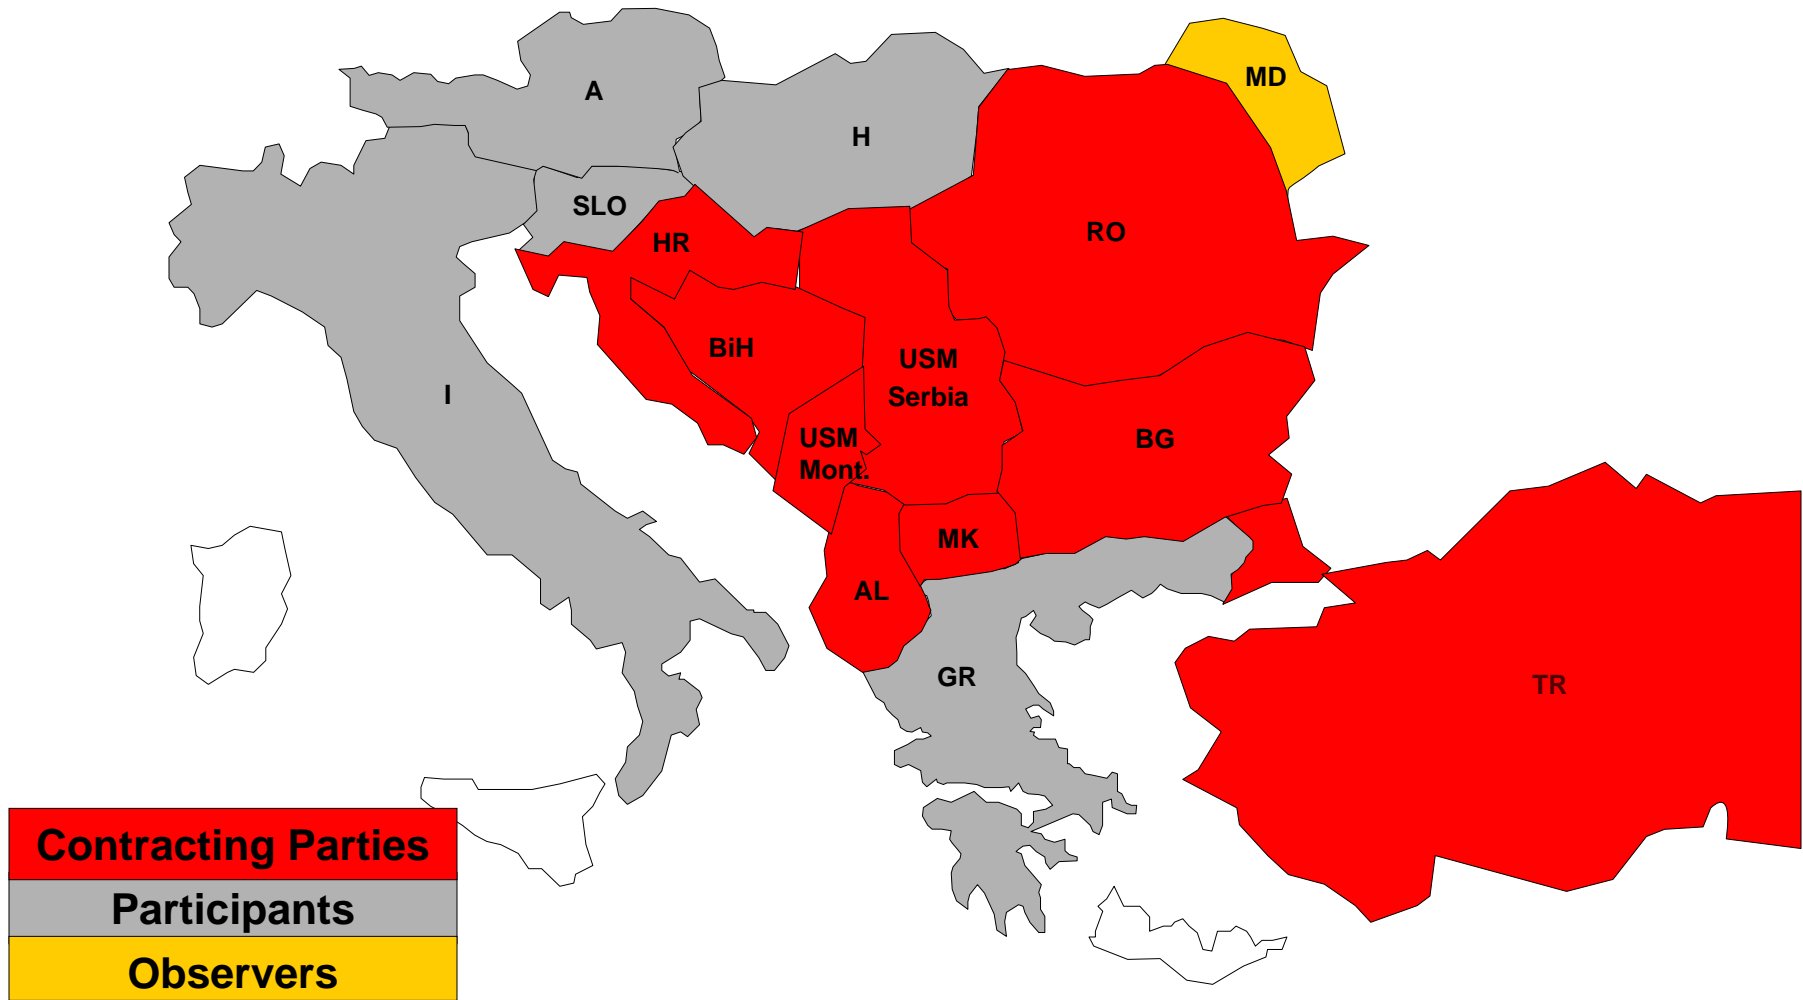 MD
A
H
SLO
RO
HR
BiH
USM
Serbia
I
USM
Mont.
BG
MK
AL
GR
TR
Contracting Parties
Participants
Observers